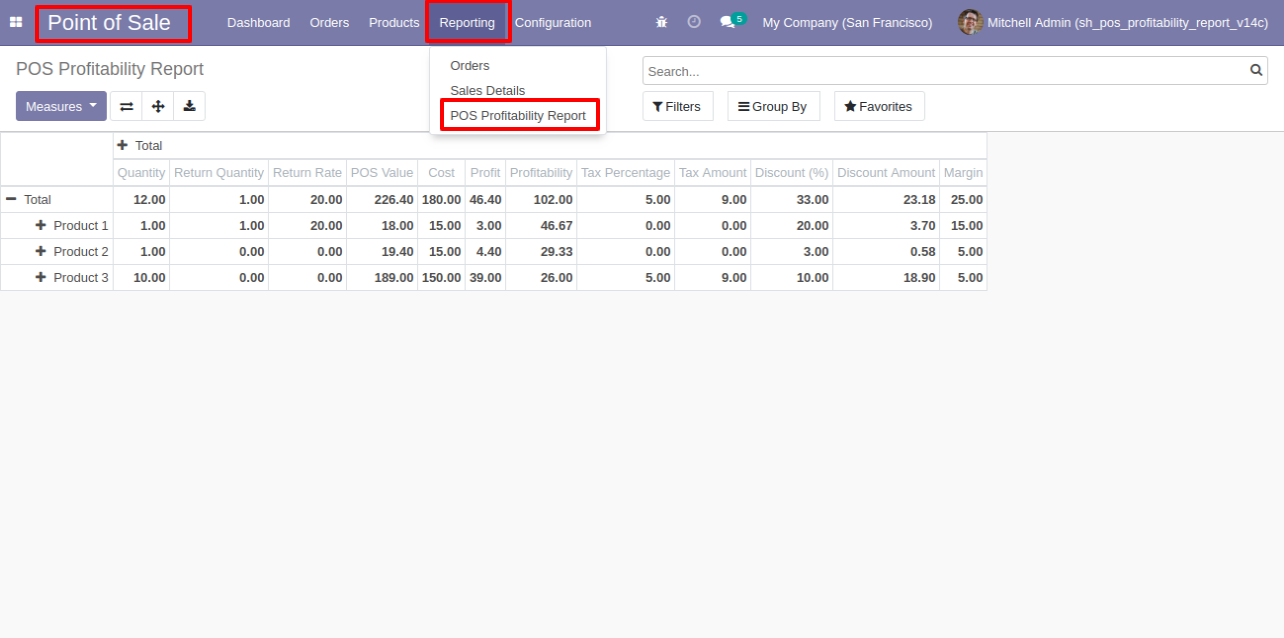 Point of Sale Dashboard Orders Products Reporting Configuration 5 My Company (San Francisco) Mitchell Admin (sh_pos_profitability_report_v14c)
POS Profitability Report
Orders
Sales Details
POS Profitability Report
Search...
Measures
Filters Group By Favorites
Total
Quantity Return Quantity Return Rate POS Value Cost Profit Profitability Tax Percentage Tax Amount Discount (%) Discount Amount Margin
Total 12.00 1.00 20.00 226.40 180.00 46.40 102.00 5.00 9.00 33.00 23.18 25.00
Product 1 1.00 1.00 20.00 18.00 15.00 3.00 46.67 0.00 0.00 20.00 3.70 15.00
Product 2 1.00 0.00 0.00 19.40 15.00 4.40 29.33 0.00 0.00 3.00 0.58 5.00
Product 3 10.00 0.00 0.00 189.00 150.00 39.00 26.00 5.00 9.00 10.00 18.90 5.00